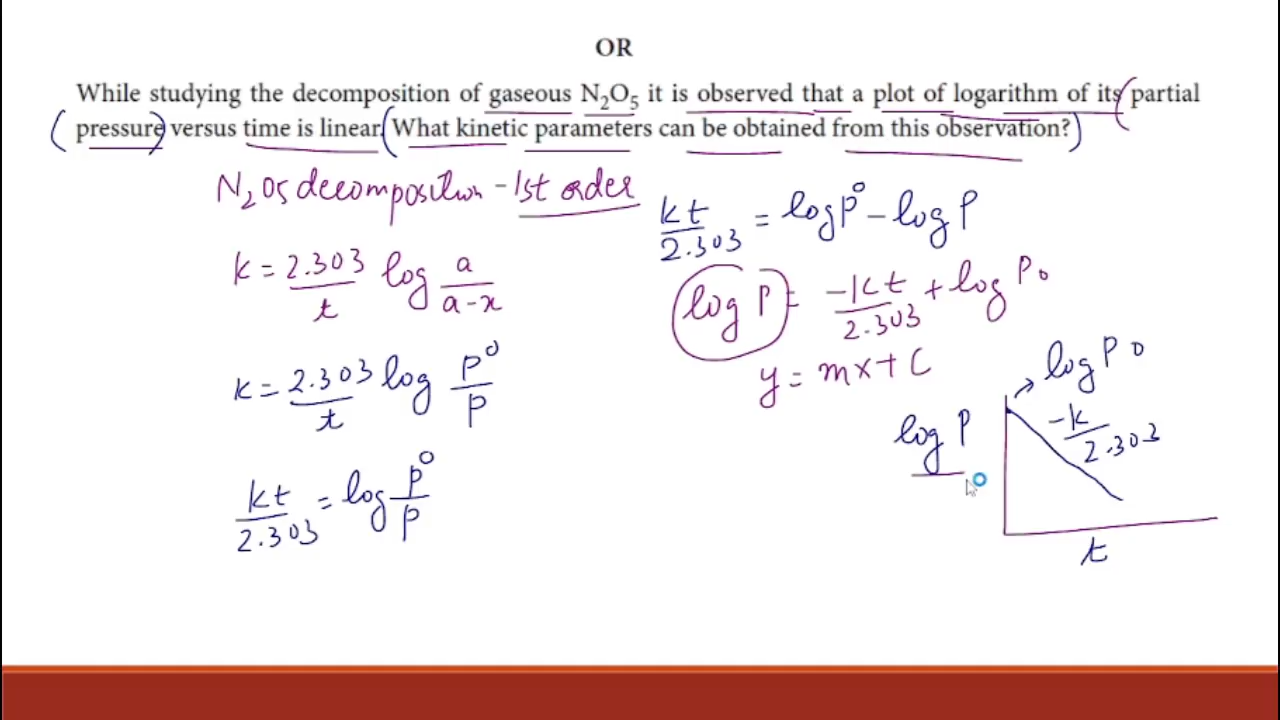 OR
While studying the decomposition of gaseous N₂O₅ it is observed that a plot of logarithm of its partial
pressure versus time is linear. What kinetic parameters can be obtained from this observation?
N₂O₅ decomposition - 1st order
k = 2.303/t log a/a-x
k = 2.303/t log P⁰/P
kt/2.303 = log P⁰/P
kt/2.303 = log P⁰ - log P
log P = -kt/2.303 + log P₀
y = mx + C
log P₀
-k/2.303
log P
t